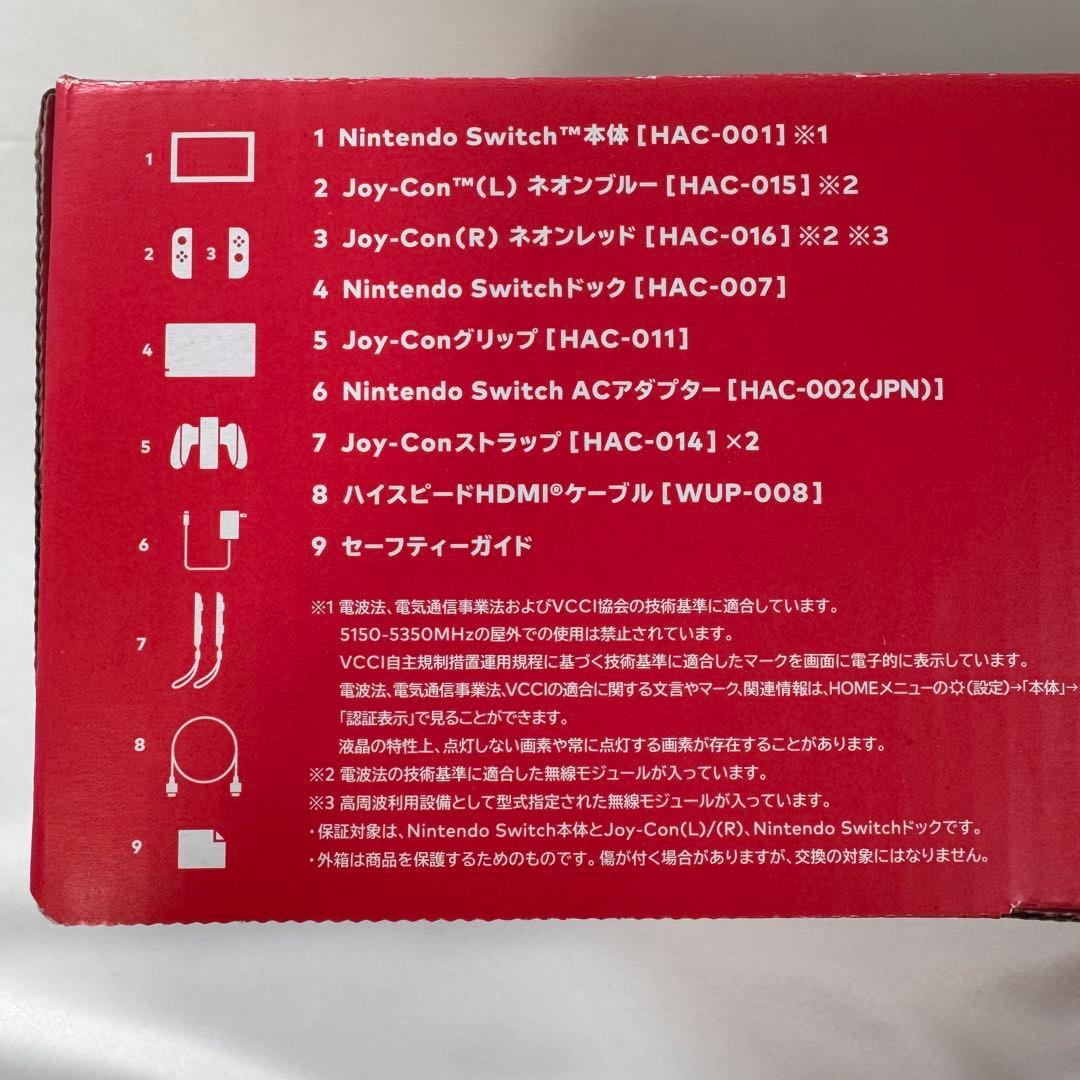 1 Nintendo Switch™本体[HAC-001]※1
2 Joy-Con™(L) ネオンブルー[HAC-015]※2
3 Joy-Con(R) ネオンレッド[HAC-016]※2 ※3
4 Nintendo Switchドック[HAC-007]
5 Joy-Conグリップ[HAC-011]
6 Nintendo Switch ACアダプター[HAC-002(JPN)]
7 Joy-Conストラップ[HAC-014]×2
8 ハイスピードHDMI®ケーブル[WUP-008]
9 セーフティーガイド
1
2
3
4
5
6
7
8
9
※1 電波法、電気通信事業法およびVCCI協会の技術基準に適合しています。
5150-5350MHzの屋外での使用は禁止されています。
VCCI自主規制措置運用規程に基づく技術基準に適合したマークを画面に電子的に表示しています。
電波法、電気通信事業法、VCCIの適合に関する文言やマーク、関連情報は、HOMEメニューの(設定)→「本体」→
「認証表示」で見ることができます。
液晶の特性上、点灯しない画素や常に点灯する画素が存在することがあります。
※2 電波法の技術基準に適合した無線モジュールが入っています。
※3 高周波利用設備として型式指定された無線モジュールが入っています。
・保証対象は、Nintendo Switch本体とJoy-Con(L)/(R)、Nintendo Switchドックです。
・外箱は商品を保護するためのものです。傷が付く場合がありますが、交換の対象にはなりません。